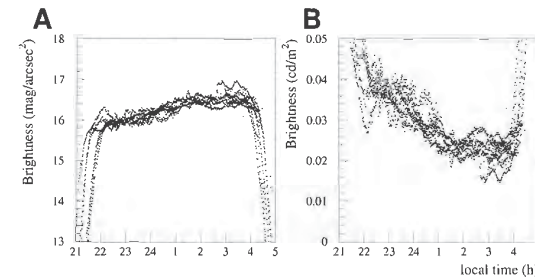 A
B
Brightness (mag/arcsec²)
18
17
16
15
14
13
21 22 23 24 1 2 3 4 5
Brightness (cd/m²)
0.05
0.04
0.03
0.02
0.01
0
21 22 23 24 1 2 3 4
local time (h